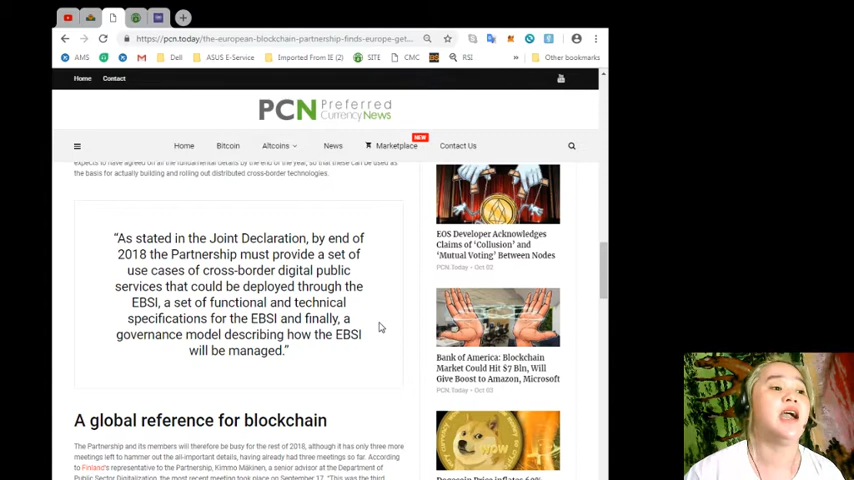 https://pcn.today/the-european-blockchain-partnership-finds-europe-get...
AMS
Dell
ASUS E-Service
Imported From IE (2)
SITE
CMC
RSI
»
Other bookmarks
Home
Contact
PCN Preferred
Currency News
NEW
Home
Bitcoin
Altcoins
News
Marketplace
Contact Us
expects to have agreed on all the fundamental details by the end of the year, so that these can be used as
the basis for actually building and rolling out distributed cross-border technologies.
“As stated in the Joint Declaration, by end of
2018 the Partnership must provide a set of
use cases of cross-border digital public
services that could be deployed through the
EBSI, a set of functional and technical
specifications for the EBSI and finally, a
governance model describing how the EBSI
will be managed.”
A global reference for blockchain
The Partnership and its members will therefore be busy for the rest of 2018, although it has only three more
meetings left to hammer out the all-important details, having already had three meetings so far. According
to Finland's representative to the Partnership, Kimmo Mäkinen, a senior advisor at the Department of
Public Sector Digitalization, the most recent meeting took place on September 17. “This was the third
EOS Developer Acknowledges
Claims of ‘Collusion’ and
‘Mutual Voting’ Between Nodes
PCN.Today - Oct 02
Bank of America: Blockchain
Market Could Hit $7 Bln, Will
Give Boost to Amazon, Microsoft
PCN.Today - Oct 03
WOW
Dogecoin Price inflates 60%